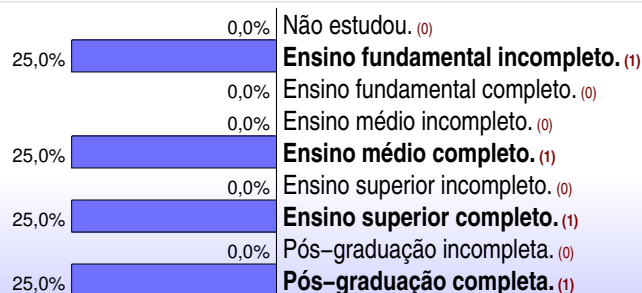 0,0% Não estudou. (0)
25,0% Ensino fundamental incompleto. (1)
0,0% Ensino fundamental completo. (0)
0,0% Ensino médio incompleto. (0)
25,0% Ensino médio completo. (1)
0,0% Ensino superior incompleto. (0)
25,0% Ensino superior completo. (1)
0,0% Pós−graduação incompleta. (0)
25,0% Pós−graduação completa. (1)